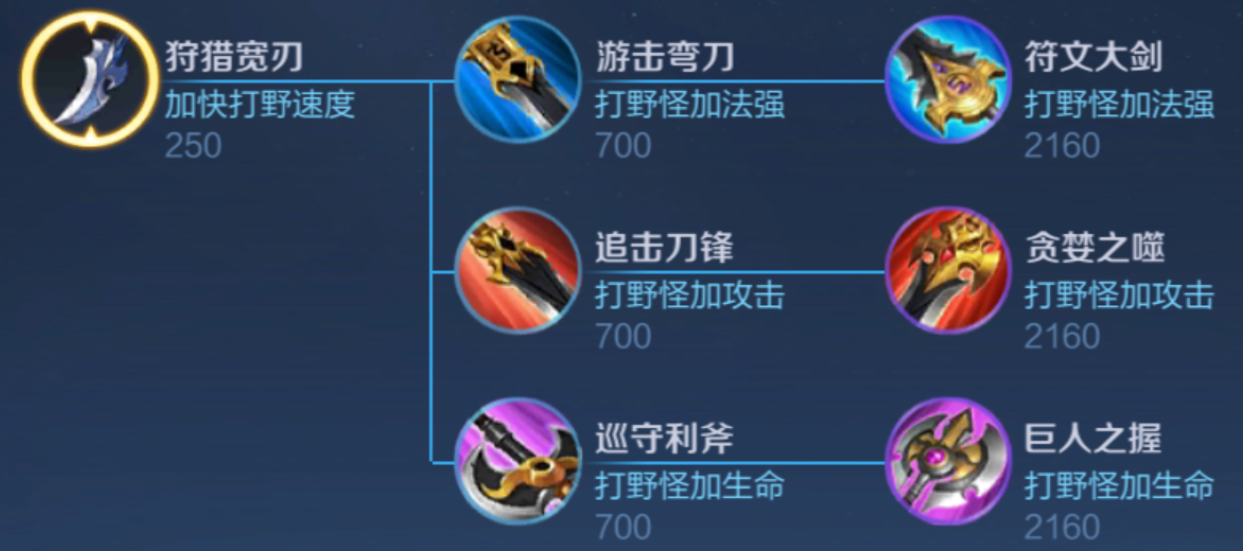 狩猎宽刃
加快打野速度
250
游击弯刀
打野怪加法强
700
符文大剑
打野怪加法强
2160
追击刀锋
打野怪加攻击
700
贪婪之噬
打野怪加攻击
2160
巡守利斧
打野怪加生命
700
巨人之握
打野怪加生命
2160